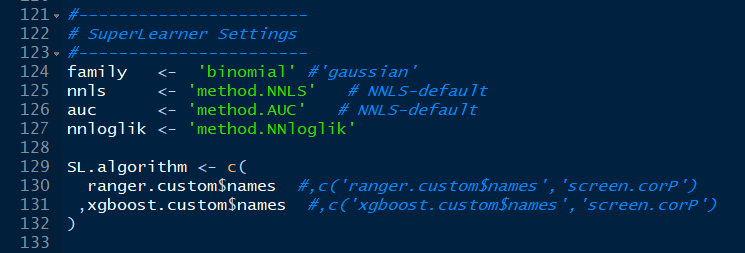 121 #-----------------------
122 # SuperLearner Settings
123 #-----------------------
124 family   <-  'binomial' #'gaussian'
125 nnls     <- 'method.NNLS'   # NNLS-default
126 auc      <- 'method.AUC'   # NNLS-default
127 nnloglik <- 'method.NNloglik'
128
129 SL.algorithm <- c(
130   ranger.custom$names  #,c('ranger.custom$names','screen.corP')
131  ,xgboost.custom$names  #,c('xgboost.custom$names','screen.corP')
132 )
133